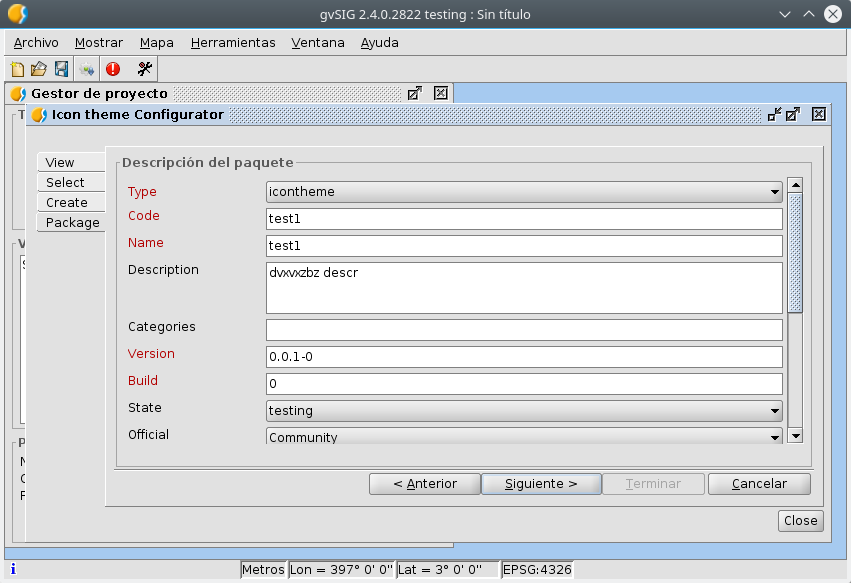 gvSIG 2.4.0.2822 testing : Sin título
Archivo Mostrar Mapa Herramientas Ventana Ayuda
Gestor de proyecto
Icon theme Configurator
View
Select
Create
Package
Descripción del paquete
Type icontheme
Code test1
Name test1
Description dvxvxzbz descr
Categories
Version 0.0.1-0
Build 0
State testing
Official Community
< Anterior Siguiente > Terminar Cancelar
Close
Metros Lon = 397° 0' 0" Lat = 3° 0' 0" EPSG:4326